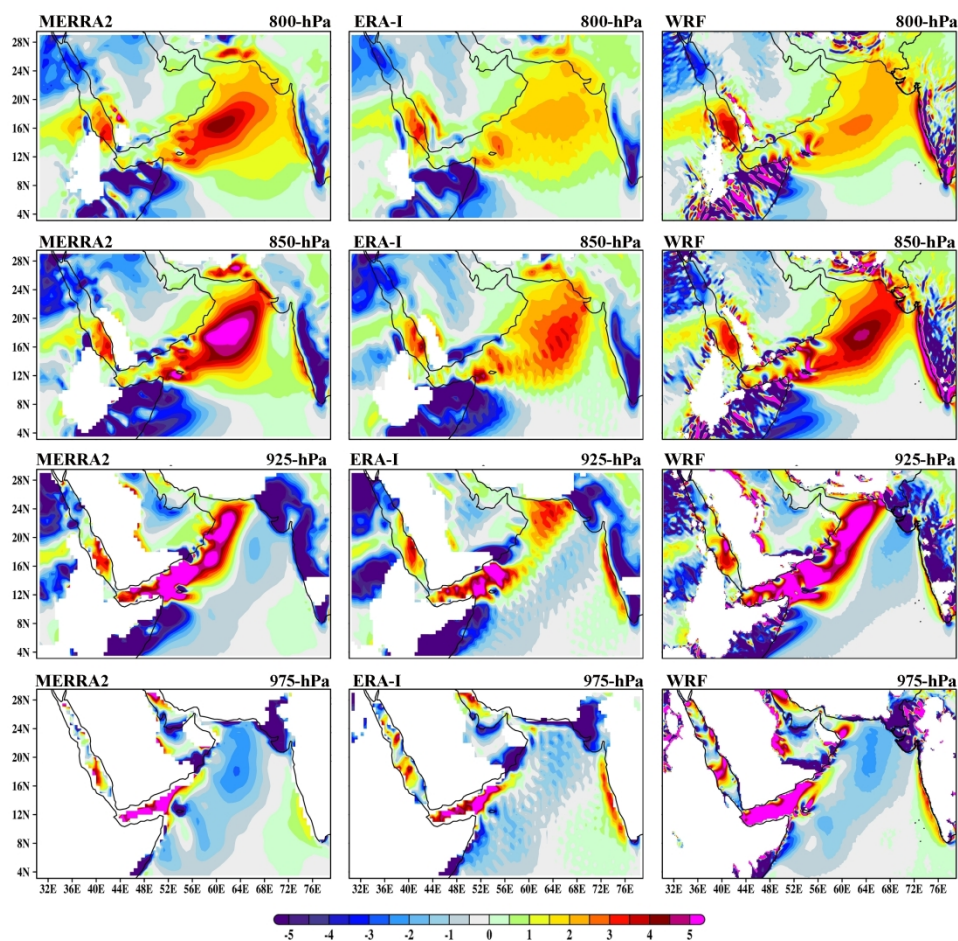 MERRA2 800-hPa ERA-I 800-hPa WRF 800-hPa
28N
24N
20N
16N
12N
8N
4N
MERRA2 850-hPa ERA-I 850-hPa WRF 850-hPa
28N
24N
20N
16N
12N
8N
4N
MERRA2 925-hPa ERA-I 925-hPa WRF 925-hPa
28N
24N
20N
16N
12N
8N
4N
MERRA2 975-hPa ERA-I 975-hPa WRF 975-hPa
28N
24N
20N
16N
12N
8N
4N
32E 36E 40E 44E 48E 52E 56E 60E 64E 68E 72E 76E 32E 36E 40E 44E 48E 52E 56E 60E 64E 68E 72E 76E 32E 36E 40E 44E 48E 52E 56E 60E 64E 68E 72E 76E
-5 -4 -3 -2 -1 0 1 2 3 4 5